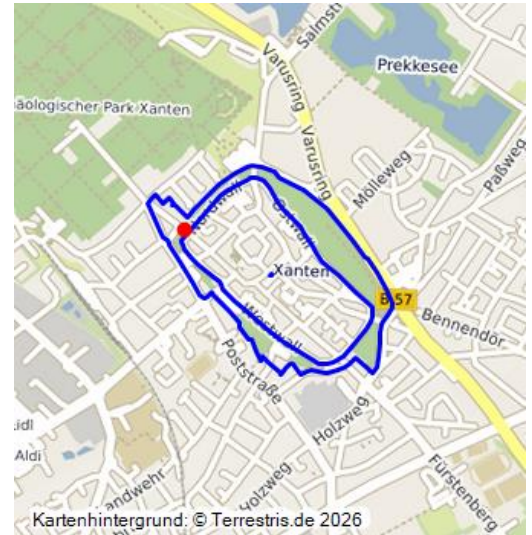 Salmstr
Varusring
Prekkesee
häologischer Park Xanten
Varusring
Paßweg
Mölleweg
Nordwall
Ostwall
Xanten
B 57
Bennendor
Westwall
Poststraße
Holzweg
Lidl
Aldi
Landwehr
Holzweg
Fürstenberg
Kartenhintergrund: © Terrestris.de 2026